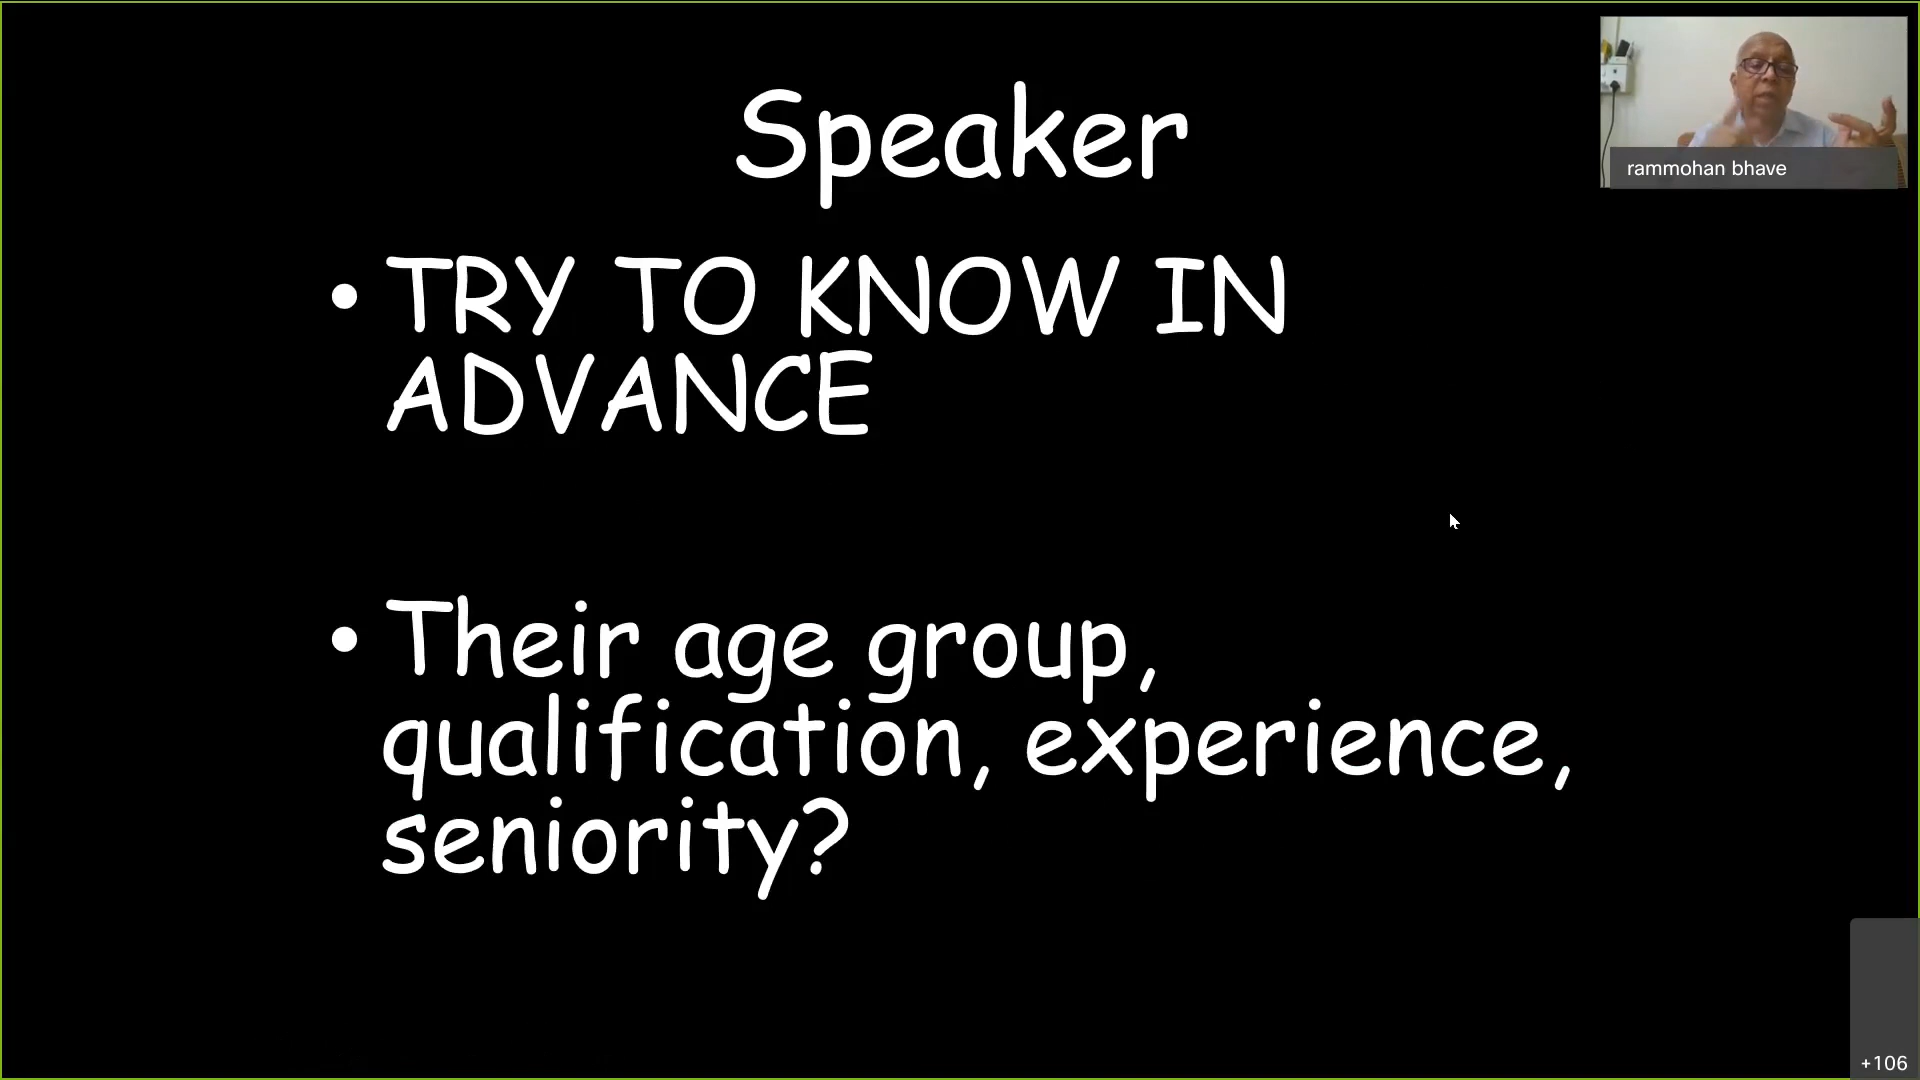 Speaker
rammohan bhave
• TRY TO KNOW IN
ADVANCE
• Their age group,
qualification, experience,
seniority?
+106